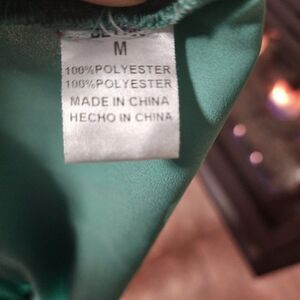 M
100%POLYESTER
100%POLYESTER
MADE IN CHINA
HECHO IN CHINA